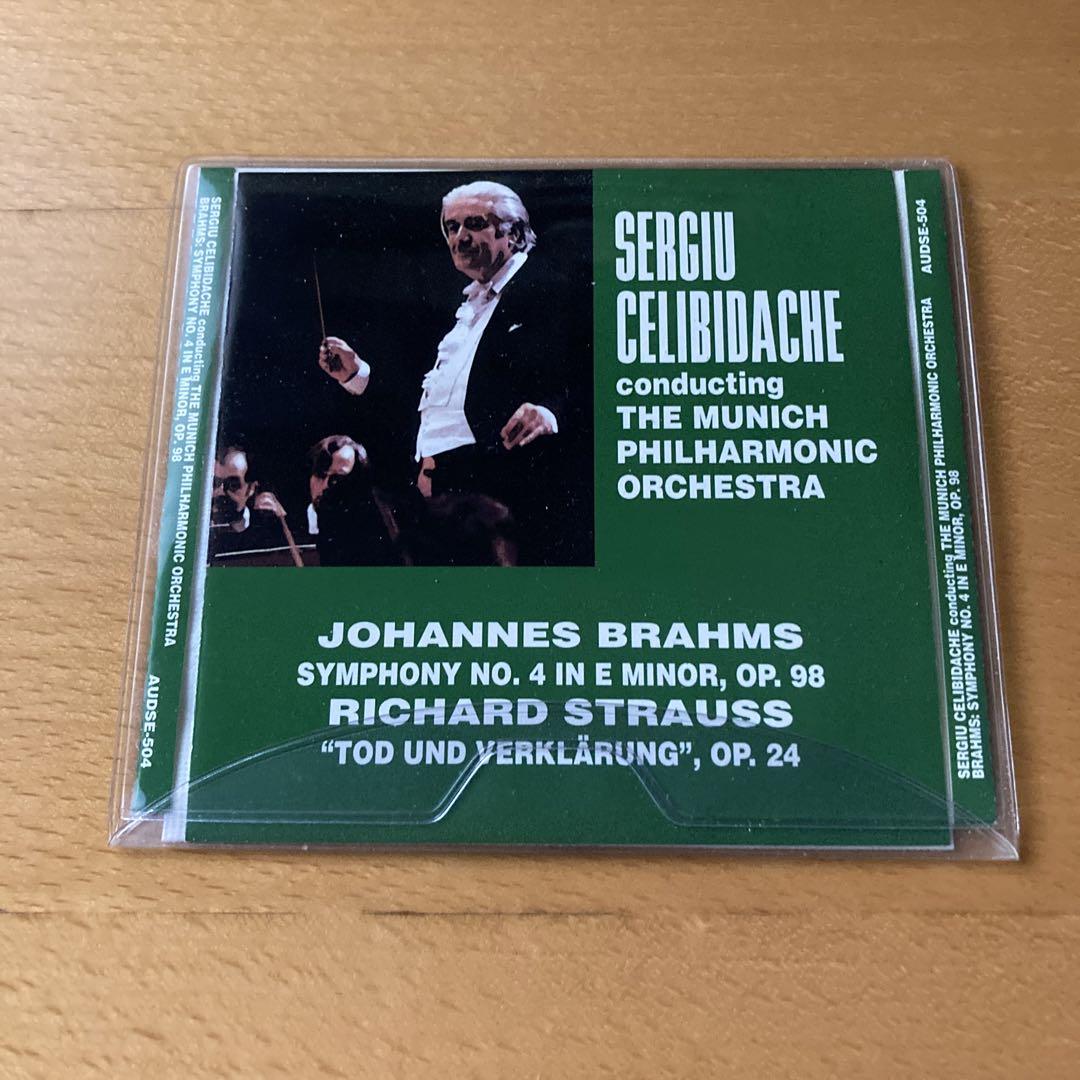 SERGIU CELIBIDACHE conducting THE MUNICH PHILHARMONIC ORCHESTRA AUDSE-504
BRAHMS: SYMPHONY NO. 4 IN E MINOR, OP. 98
SERGIU
CELIBIDACHE
conducting
THE MUNICH
PHILHARMONIC
ORCHESTRA
JOHANNES BRAHMS
SYMPHONY NO. 4 IN E MINOR, OP. 98
RICHARD STRAUSS
“TOD UND VERKLÄRUNG”, OP. 24
SERGIU CELIBIDACHE conducting THE MUNICH PHILHARMONIC ORCHESTRA AUDSE-504
BRAHMS: SYMPHONY NO. 4 IN E MINOR, OP. 98